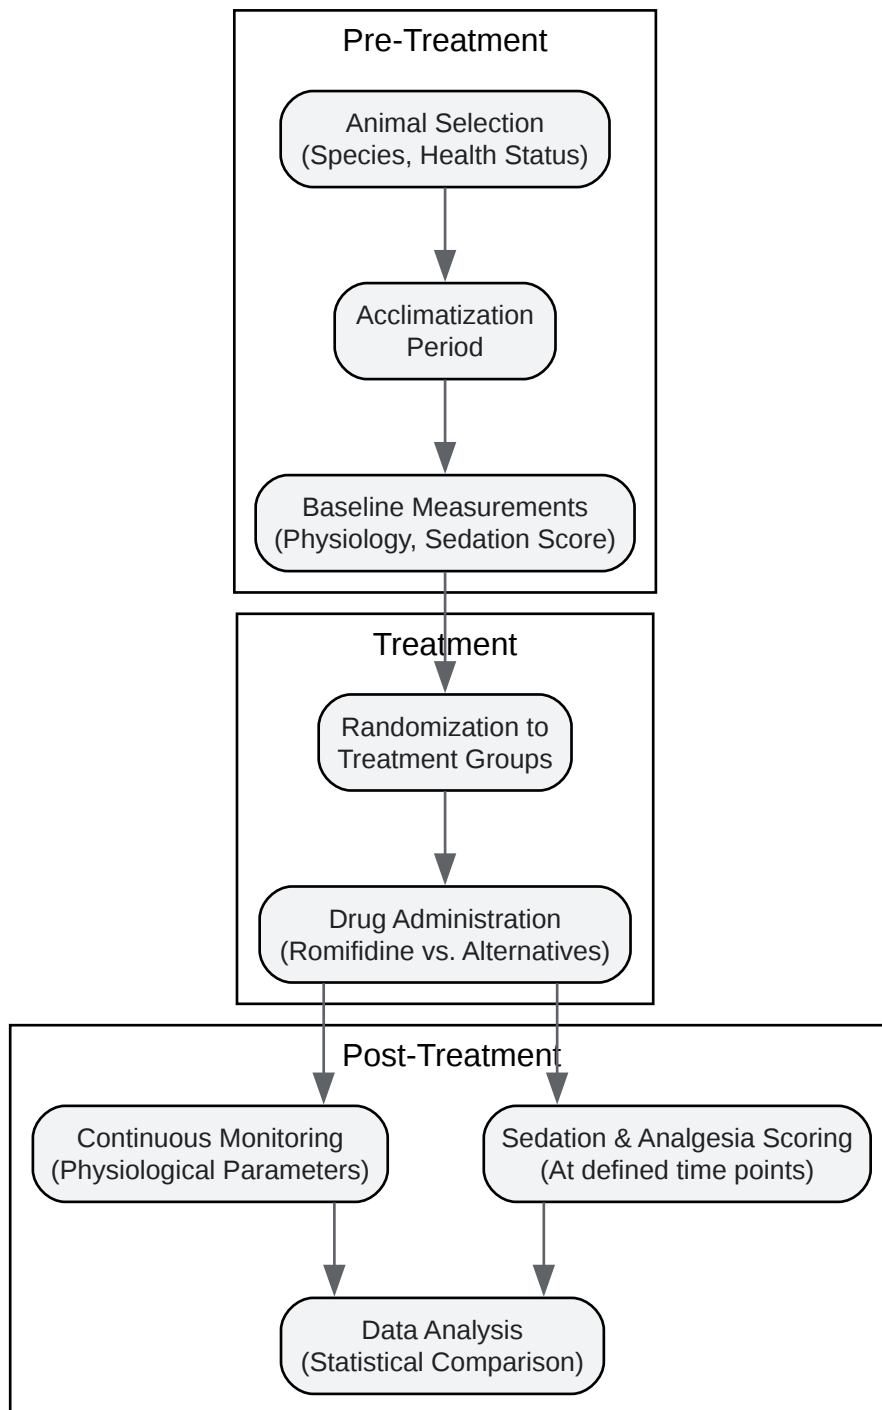 Pre-Treatment
Animal Selection
(Species, Health Status)
Acclimatization
Period
Baseline Measurements
(Physiology, Sedation Score)
Treatment
Randomization to
Treatment Groups
Drug Administration
(Romifidine vs. Alternatives)
Post-Treatment
Continuous Monitoring
(Physiological Parameters)
Sedation & Analgesia Scoring
(At defined time points)
Data Analysis
(Statistical Comparison)